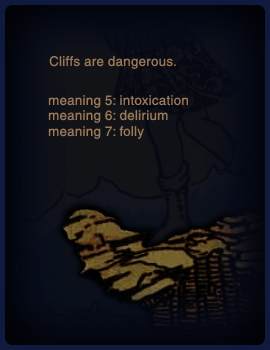 Cliffs are dangerous.
meaning 5: intoxication
meaning 6: delirium
meaning 7: folly